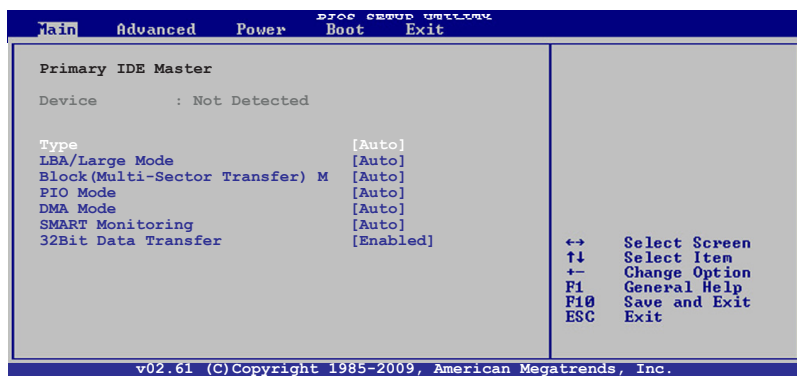 BIOS SETUP UTILITY
Main Advanced Power Boot Exit
Primary IDE Master
Device : Not Detected
Type [Auto]
LBA/Large Mode [Auto]
Block(Multi-Sector Transfer) M [Auto]
PIO Mode [Auto]
DMA Mode [Auto]
SMART Monitoring [Auto]
32Bit Data Transfer [Enabled]
←→ Select Screen
↑↓ Select Item
+- Change Option
F1 General Help
F10 Save and Exit
ESC Exit
v02.61 (C)Copyright 1985-2009, American Megatrends, Inc.